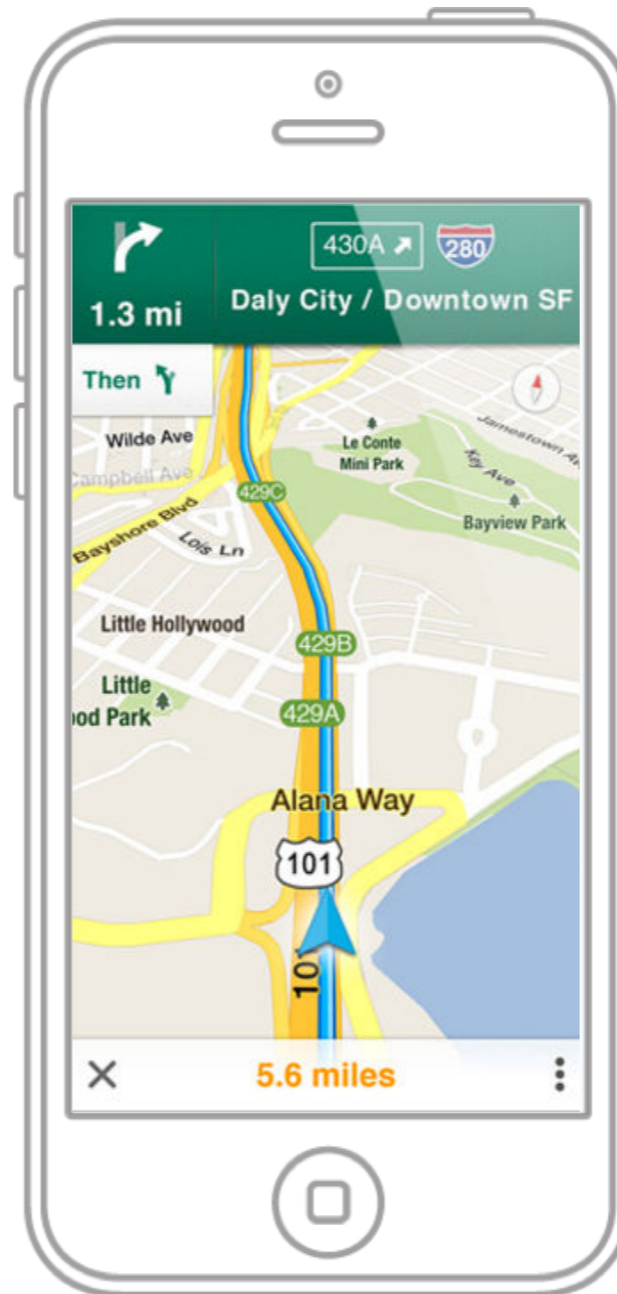 430A 280
1.3 mi
Daly City / Downtown SF
Then
Wilde Ave
Le Conte
Mini Park
Jamestown Av
Campbell Ave
Key Ave
429C
Bayview Park
Bayshore Blvd
Lois Ln
Little Hollywood
429B
Little
ood Park
429A
Alana Way
101
101
5.6 miles